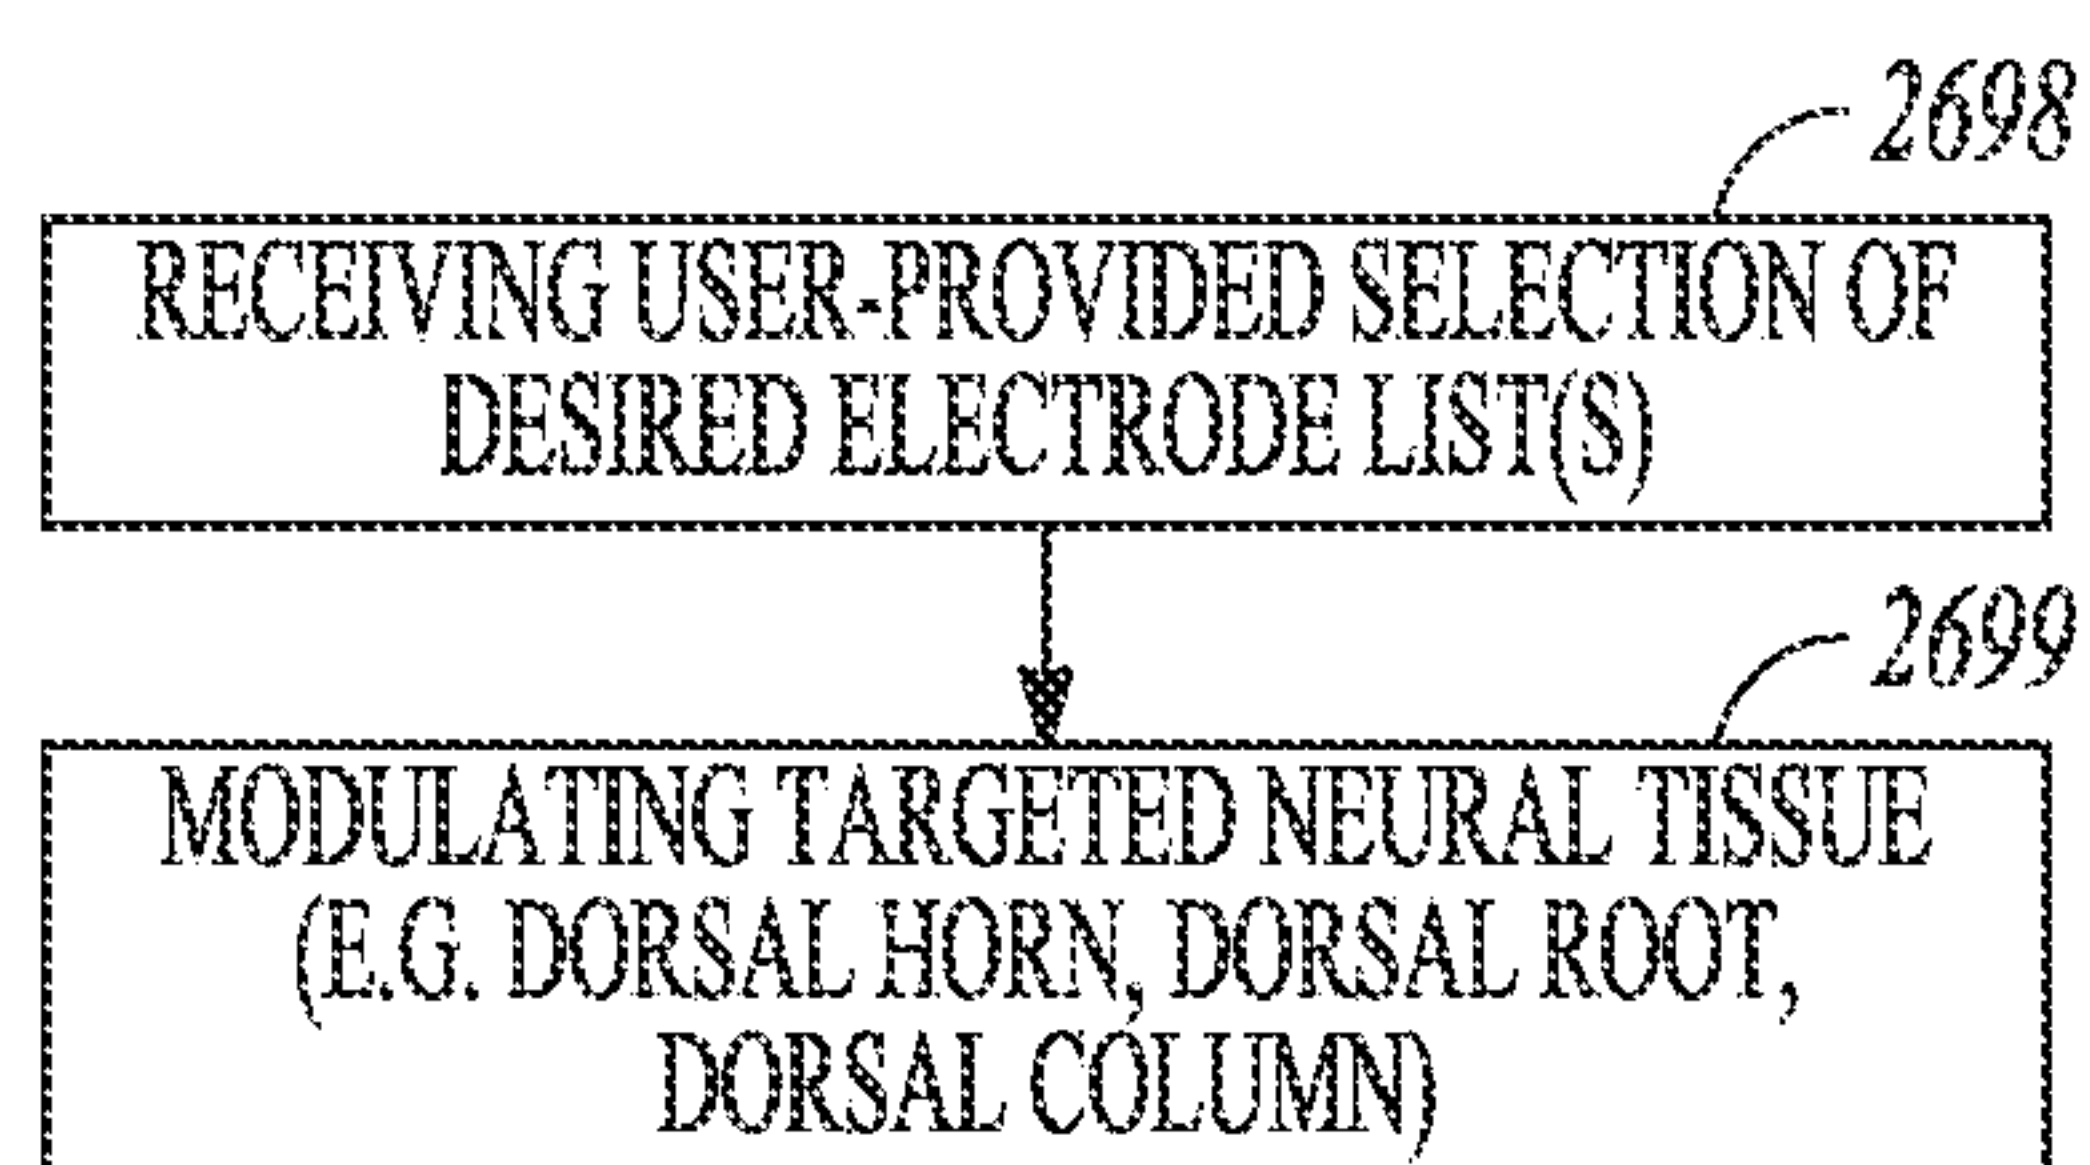 2698
RECEIVING USER-PROVIDED SELECTION OF
DESIRED ELECTRODE LIST(S)
2699
MODULATING TARGETED NEURAL TISSUE
(E.G. DORSAL HORN, DORSAL ROOT,
DORSAL COLUMN)